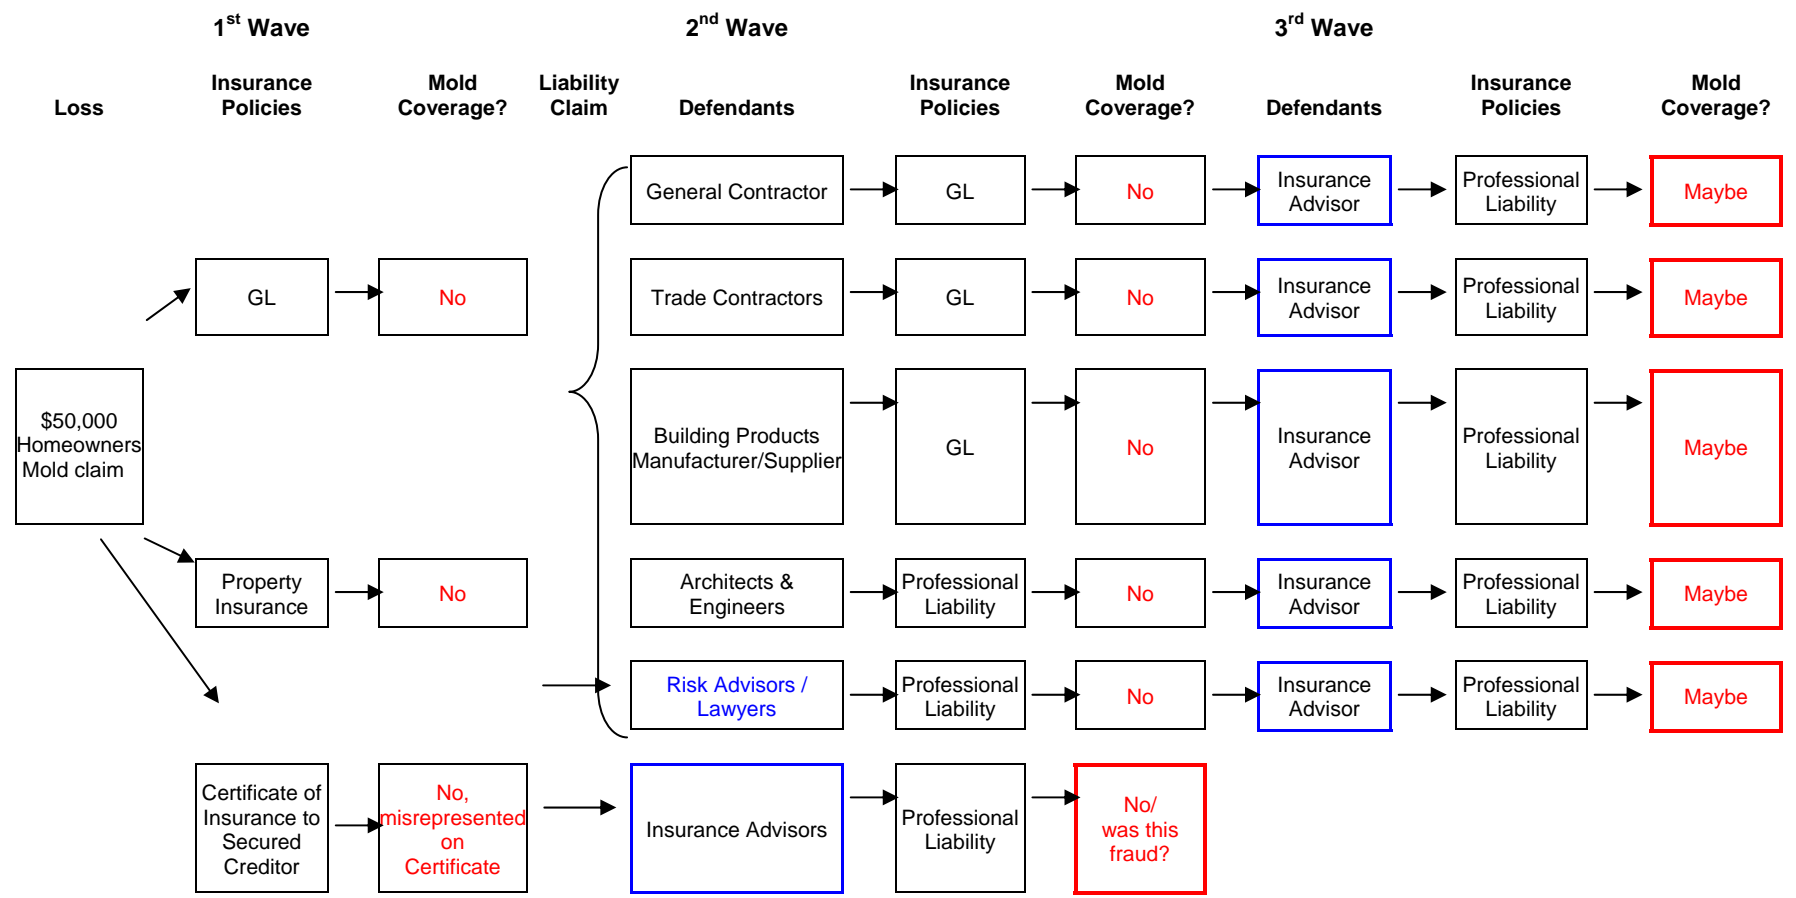 1st Wave
2nd Wave
3rd Wave
Loss
Insurance
Policies
Mold
Coverage?
Liability
Claim
Defendants
Insurance
Policies
Mold
Coverage?
Defendants
Insurance
Policies
Mold
Coverage?
General Contractor
GL
No
Insurance
Advisor
Professional
Liability
Maybe
GL
No
Trade Contractors
GL
No
Insurance
Advisor
Professional
Liability
Maybe
$50,000
Homeowners
Mold claim
Building Products
Manufacturer/Supplier
GL
No
Insurance
Advisor
Professional
Liability
Maybe
Property
Insurance
No
Architects &
Engineers
Professional
Liability
No
Insurance
Advisor
Professional
Liability
Maybe
Risk Advisors /
Lawyers
Professional
Liability
No
Insurance
Advisor
Professional
Liability
Maybe
Certificate of
Insurance to
Secured
Creditor
No,
misrepresented
on
Certificate
Insurance Advisors
Professional
Liability
No/
was this
fraud?